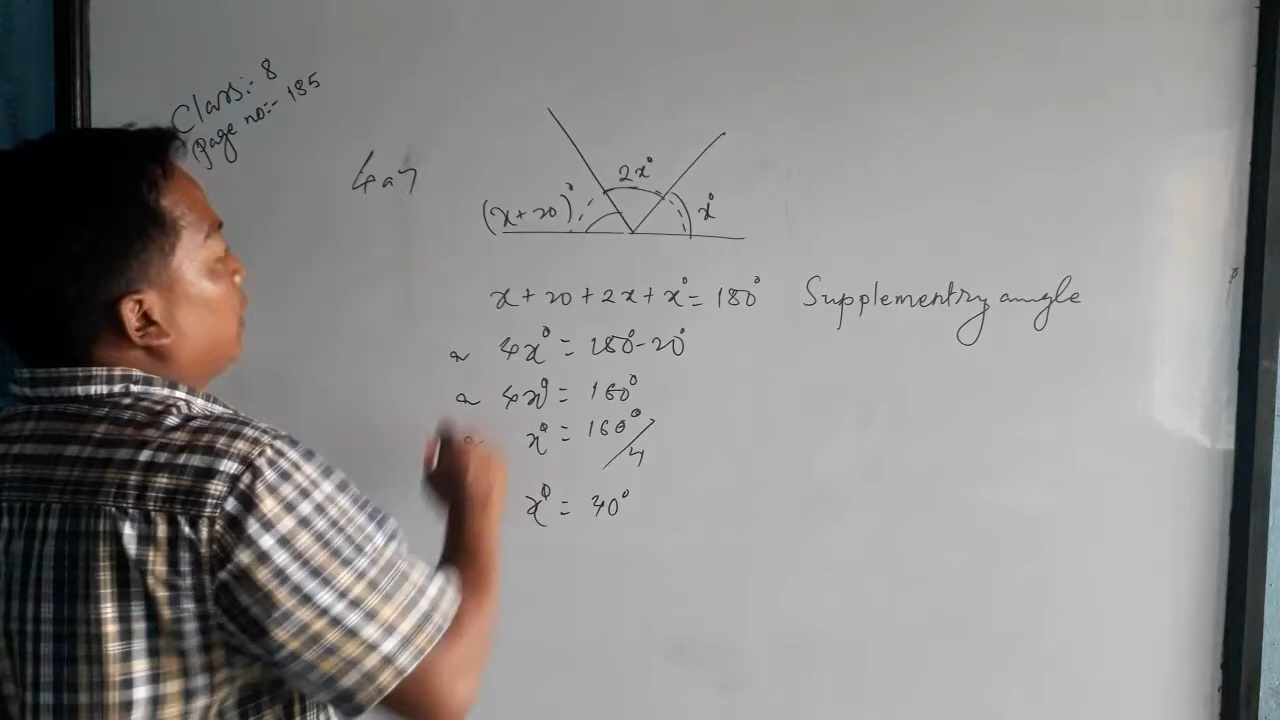 Class:- 8
Page no:- 185
4 a)
2x°
(x+20)°
x°
x + 20 + 2x + x° = 180° Supplementry angle
~ 4x° = 180° - 20°
~ 4x° = 160°
~ x° = 160°/4
x° = 40°